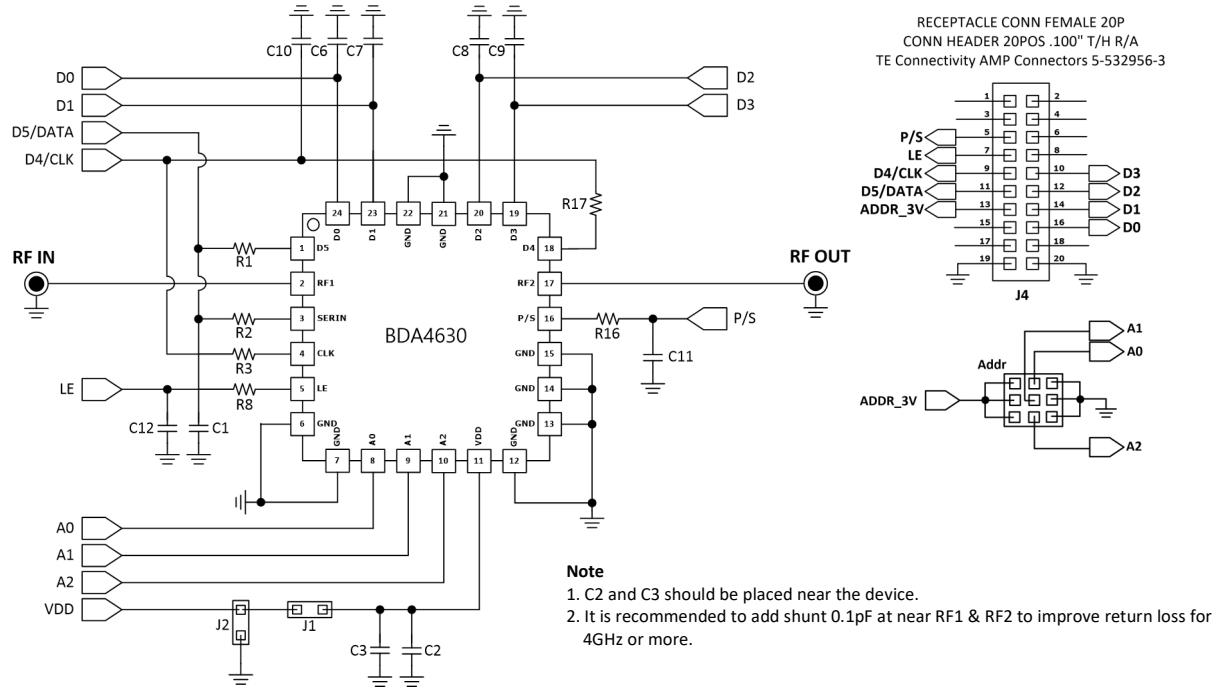 RECEPTACLE CONN FEMALE 20P
CONN HEADER 20POS .100" T/H R/A
TE Connectivity AMP Connectors 5-532956-3
C10 C6 C7 C8 C9
D0
D1
D5/DATA
D4/CLK
D2
D3
R17
24 23 22 21 20 19
D0 D1 GND GND D2 D3
1 D5
D4 18
R1
RF IN
2 RF1
RF2 17
RF OUT
3 SERIN
P/S 16
R2
R16
P/S
BDA4630
4 CLK
GND 15
R3
C11
LE
5 LE
GND 14
R8
C12
C1
6 GND
GND 13
GND A0 A1 A2 VDD GND
7 8 9 10 11 12
A0
A1
A2
VDD
J2
J1
C3
C2
1 2
3 4
P/S 5 6
LE 7 8
D4/CLK 9 10 D3
D5/DATA 11 12 D2
ADDR_3V 13 14 D1
15 16 D0
17 18
19 20
J4
A1
A0
Addr
ADDR_3V
A2
Note
1. C2 and C3 should be placed near the device.
2. It is recommended to add shunt 0.1pF at near RF1 & RF2 to improve return loss for
4GHz or more.